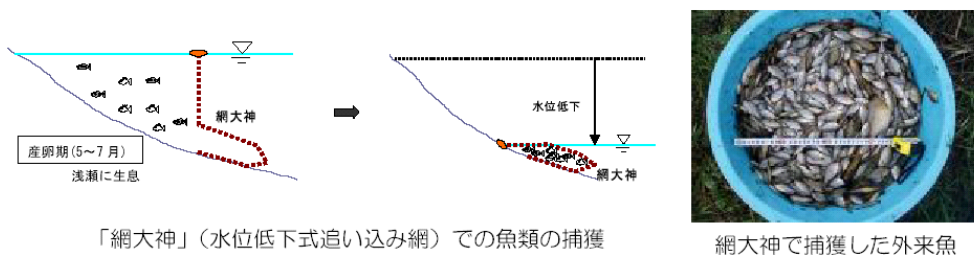 網大神
産卵期(5～7月)
浅瀬に生息
水位低下
網大神
「網大神」(水位低下式追い込み網)での魚類の捕獲
網大神で捕獲した外来魚